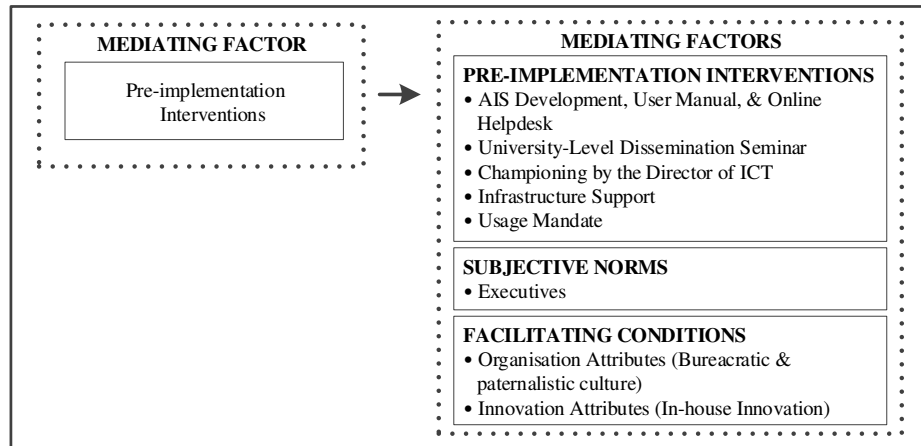 MEDIATING FACTOR
Pre-implementation
Interventions
MEDIATING FACTORS
PRE-IMPLEMENTATION INTERVENTIONS
• AIS Development, User Manual, & Online
Helpdesk
• University-Level Dissemination Seminar
• Championing by the Director of ICT
• Infrastructure Support
• Usage Mandate
SUBJECTIVE NORMS
• Executives
FACILITATING CONDITIONS
• Organisation Attributes (Bureacratic &
paternalistic culture)
• Innovation Attributes (In-house Innovation)